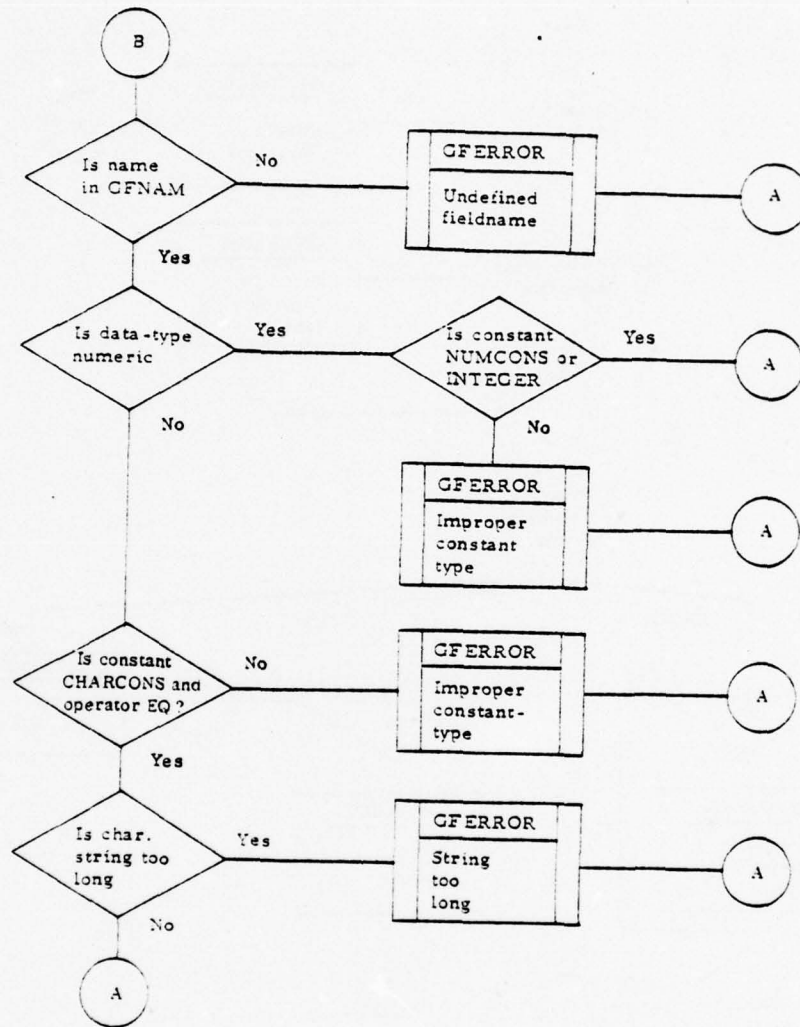 B
Is name
in GFNAM
No
GFERROR
Undefined
fieldname
A
Yes
Is data-type
numeric
Yes
Is constant
NUMCONS or
INTEGER
Yes
A
No
No
GFERROR
Improper
constant
type
A
Is constant
CHARCONS and
operator EQ?
No
GFERROR
Improper
constant-
type
A
Yes
Is char.
string too
long
Yes
GFERROR
String
too
long
A
No
A